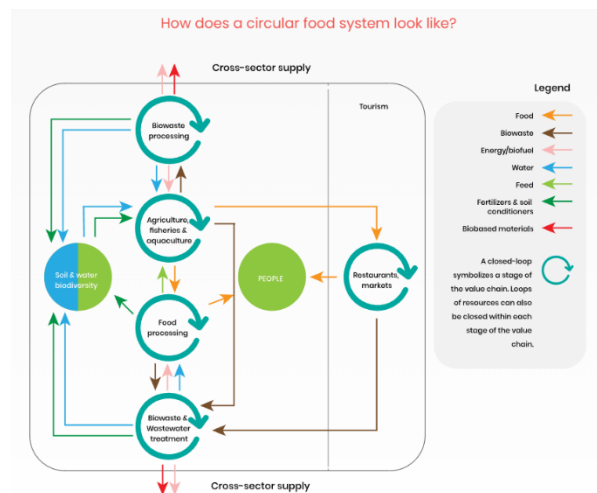 How does a circular food system look like?
Cross-sector supply
Tourism
Biowaste
processing
Agriculture,
fisheries &
aquaculture
Soil & water
biodiversity
PEOPLE
Restaurants,
markets
Food
processsing
Biowaste &
Wastewater
treatment
Cross-sector supply
Legend
Food
Biowaste
Energy/biofuel
Water
Feed
Fertilizers & soil
conditioners
Biobased materials
A closed-loop
symbolizes a stage of
the value chain. Loops
of resources can also
be closed within each
stage of the value
chain.